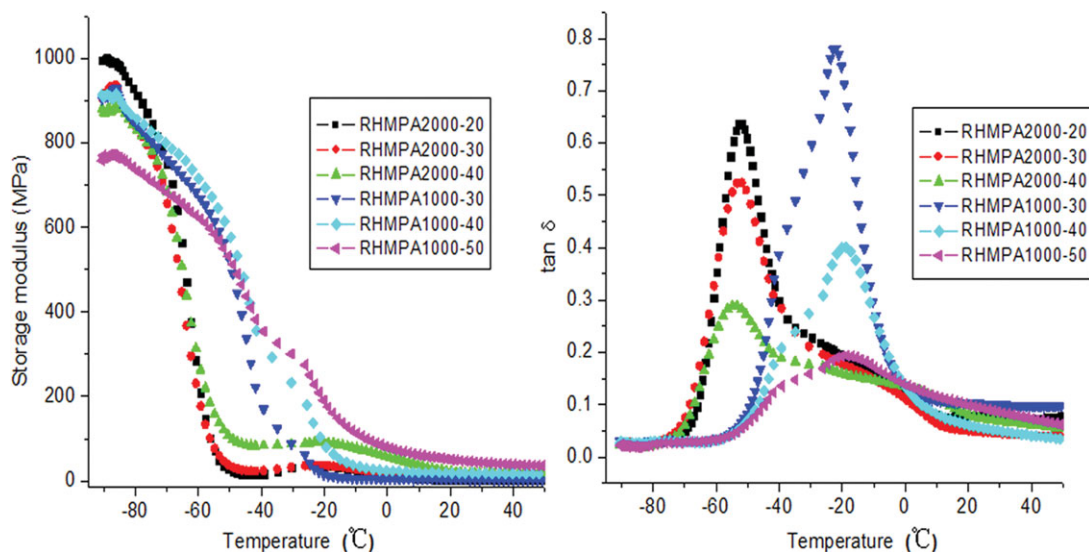 1000
800
600
400
200
0
Storage modulus (MPa)
-80 -60 -40 -20 0 20 40
Temperature (℃)
RHMPA2000-20
RHMPA2000-30
RHMPA2000-40
RHMPA1000-30
RHMPA1000-40
RHMPA1000-50
0.8
0.7
0.6
0.5
0.4
0.3
0.2
0.1
0.0
tan δ
-80 -60 -40 -20 0 20 40
Temperature (℃)
RHMPA2000-20
RHMPA2000-30
RHMPA2000-40
RHMPA1000-30
RHMPA1000-40
RHMPA1000-50